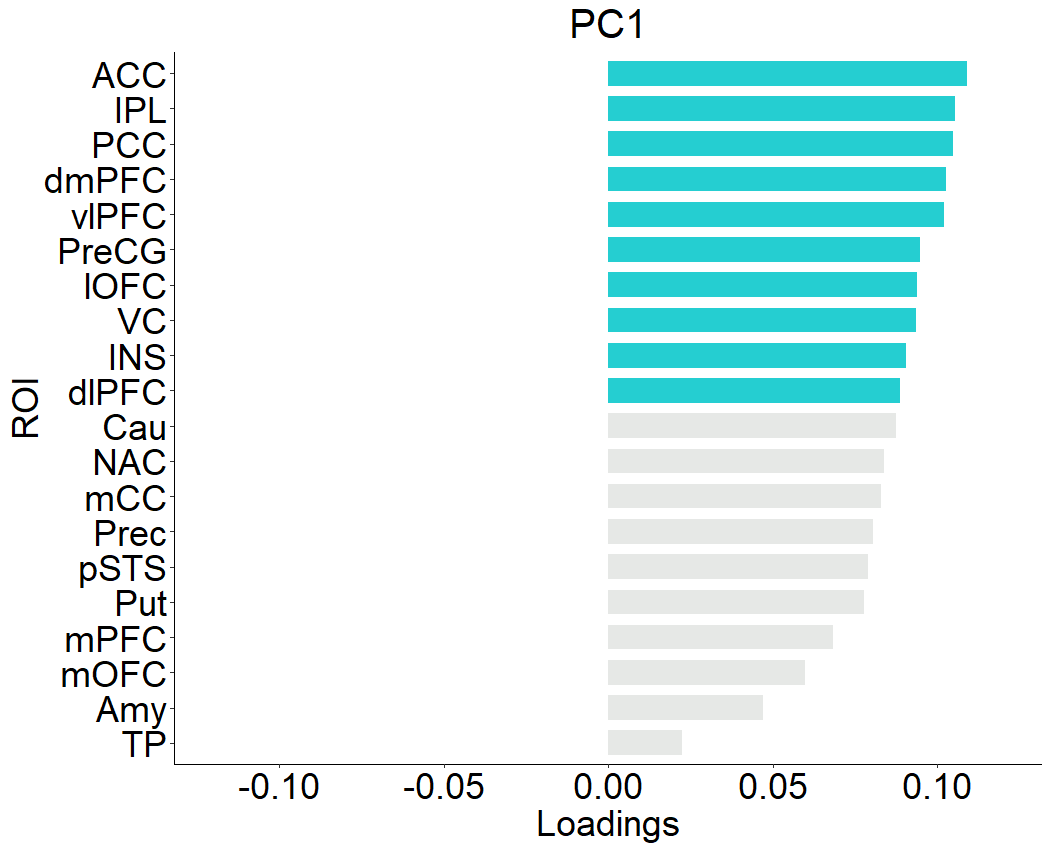 PC1
ROI
ACC
IPL
PCC
dmPFC
vlPFC
PreCG
lOFC
VC
INS
dlPFC
Cau
NAC
mCC
Prec
pSTS
Put
mPFC
mOFC
Amy
TP
-0.10 -0.05 0.00 0.05 0.10
Loadings